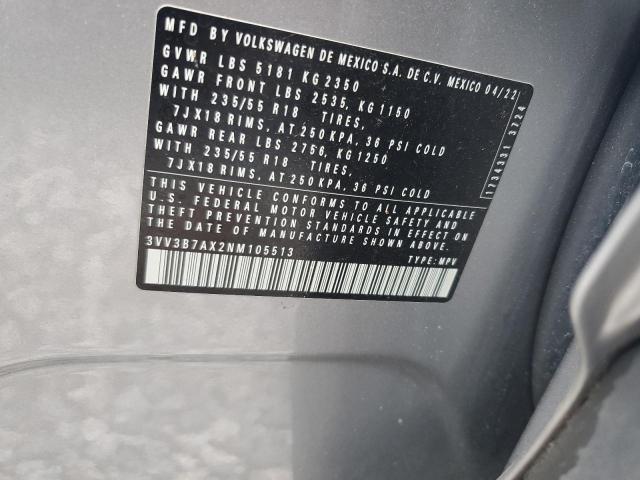 MFD BY VOLKSWAGEN DE MEXICO S.A. DE C.V. MEXICO 04/22
GVWR LBS 5181 KG 2350
GAWR FRONT LBS 2535, KG 1150
WITH 235/55 R18 TIRES,
7JX18 RIMS, AT 250 KPA, 36 PSI COLD
GAWR REAR LBS 2756, KG 1250
WITH 235/55 R18 TIRES,
7JX18 RIMS, AT 250 KPA, 36 PSI COLD
THIS VEHICLE CONFORMS TO ALL APPLICABLE
U.S. FEDERAL MOTOR VEHICLE SAFETY AND
THEFT PREVENTION STANDARDS IN EFFECT ON
THE DATE OF MANUFACTURE SHOWN ABOVE.
3VV3B7AX2NM105513
TYPE: MPV
1734331 3724